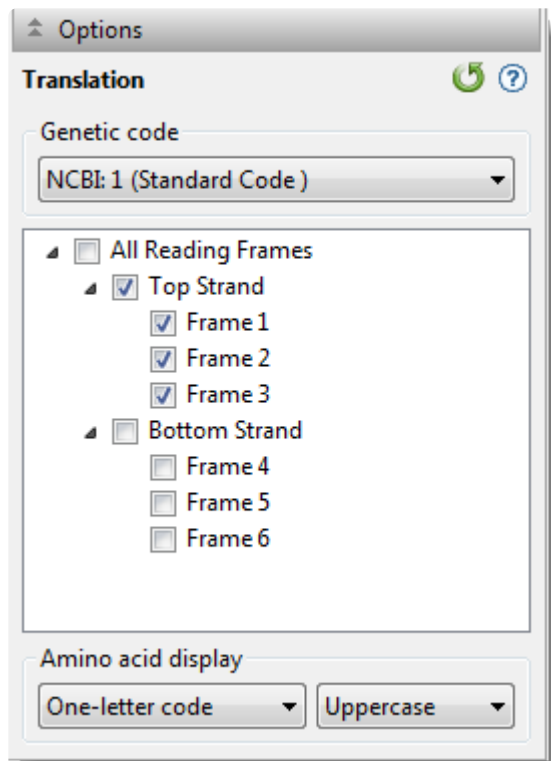 Options
Translation
Genetic code
NCBI: 1 (Standard Code )
All Reading Frames
Top Strand
Frame 1
Frame 2
Frame 3
Bottom Strand
Frame 4
Frame 5
Frame 6
Amino acid display
One-letter code Uppercase